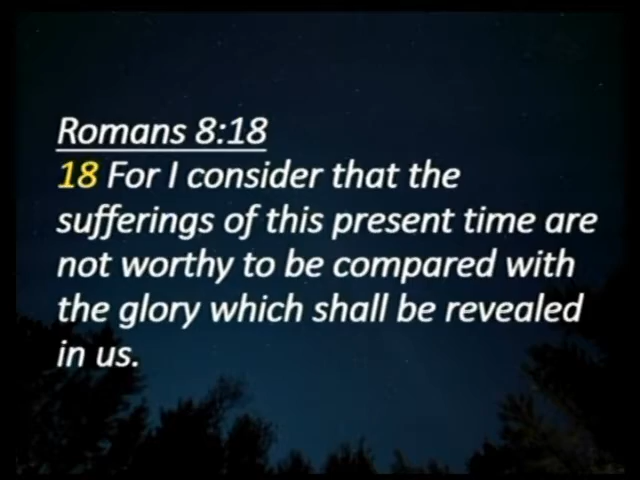 Romans 8:18
18 For I consider that the
sufferings of this present time are
not worthy to be compared with
the glory which shall be revealed
in us.